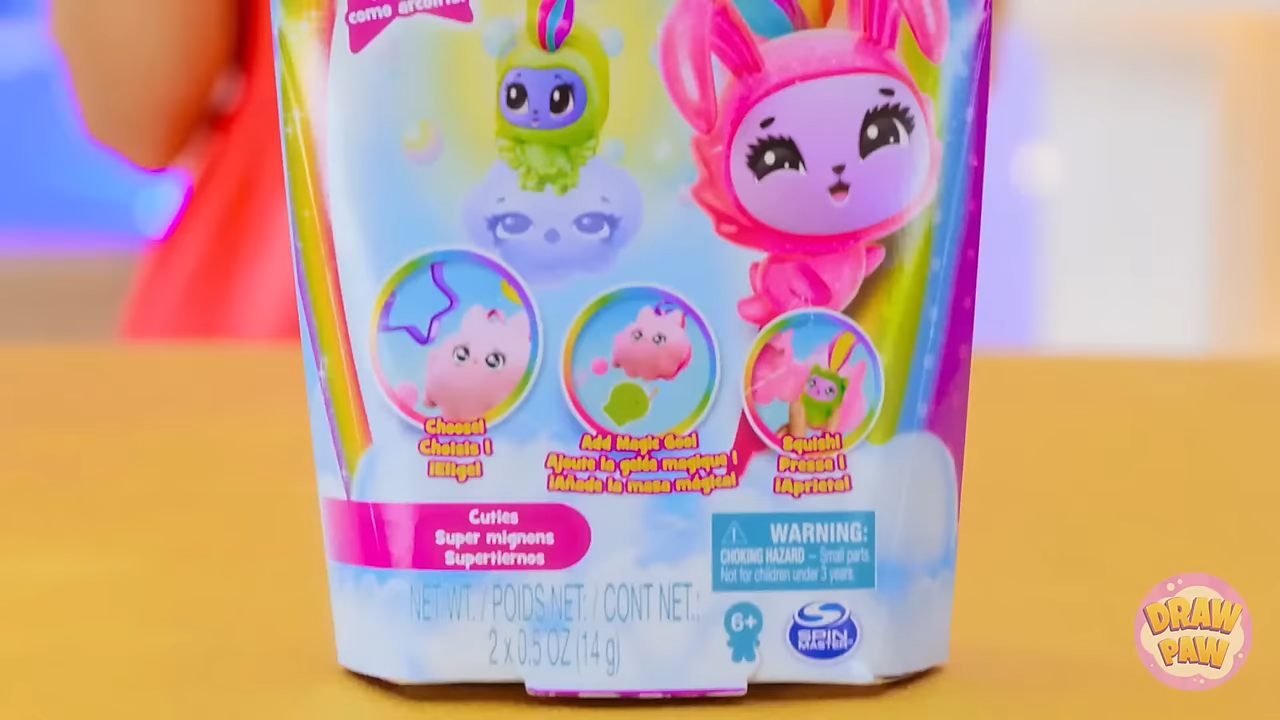 como arcoíris!
Choose!
Choisis !
¡Elige!
Add Magic Goo!
Ajoute la gelée magique !
¡Añade la masa mágica!
Squish!
Presse !
¡Aprieta!
Cuties
Super mignons
Supertiernos
WARNING:
CHOKING HAZARD – Small parts.
Not for children under 3 years.
NET WT. / POIDS NET: / CONT NET.:
2 x 0.5 OZ (14 g)
6+
SPIN
MASTER
DRAW
PAW